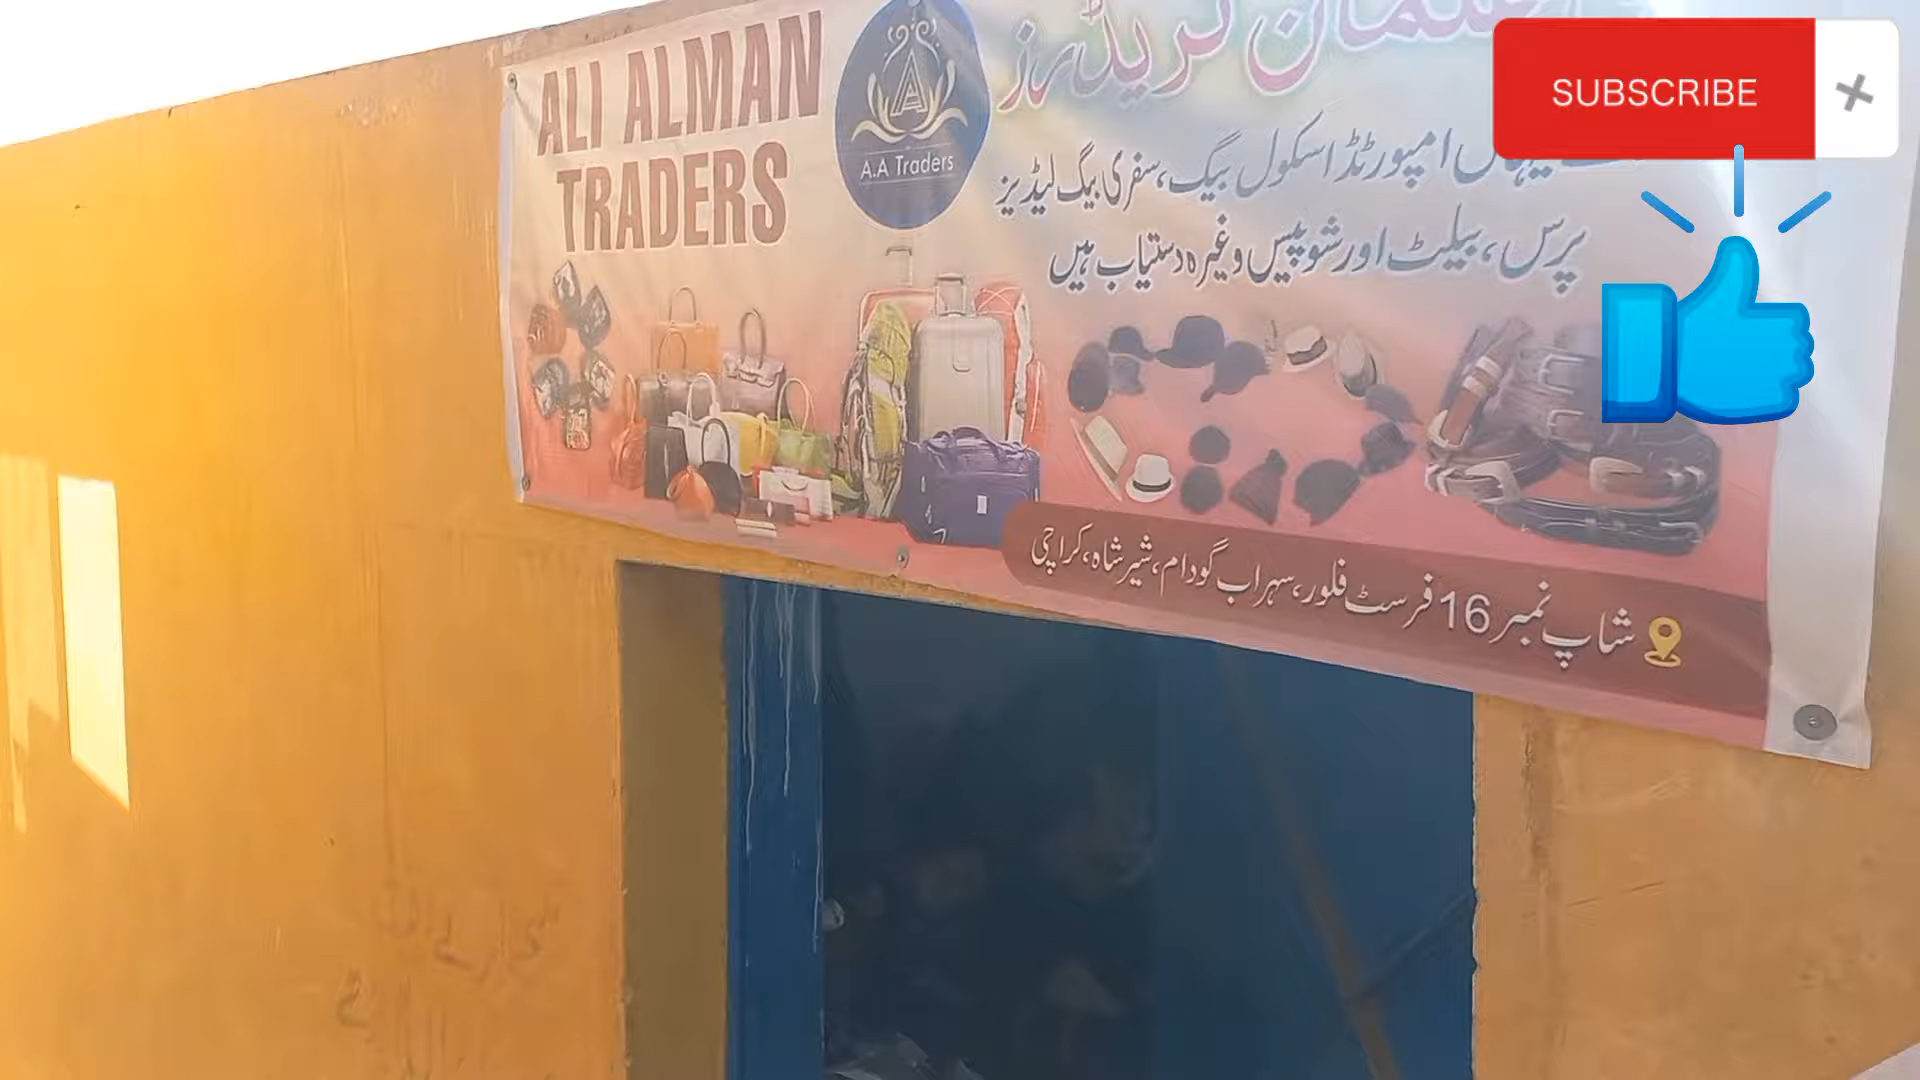 ALI ALMAN
TRADERS
A
A.A Traders
ٹریڈرز
یہاں امپورٹڈ اسکول بیگ، سفری بیگ لیڈیز
پرس، بیلٹ اور شوپیس وغیرہ دستیاب ہیں
شاپ نمبر 16 فرسٹ فلور، سہراب گودام، شیر شاہ، کراچی
SUBSCRIBE